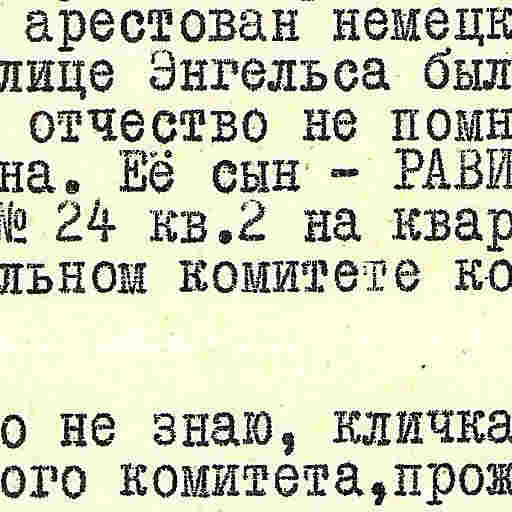 арестован немецк
лице Энгельса был
отчество не помн
на. Её сын - РАВИ
№ 24 кв.2 на квар
льном комитете ко
о не знаю, кличка
ого комитета,прож